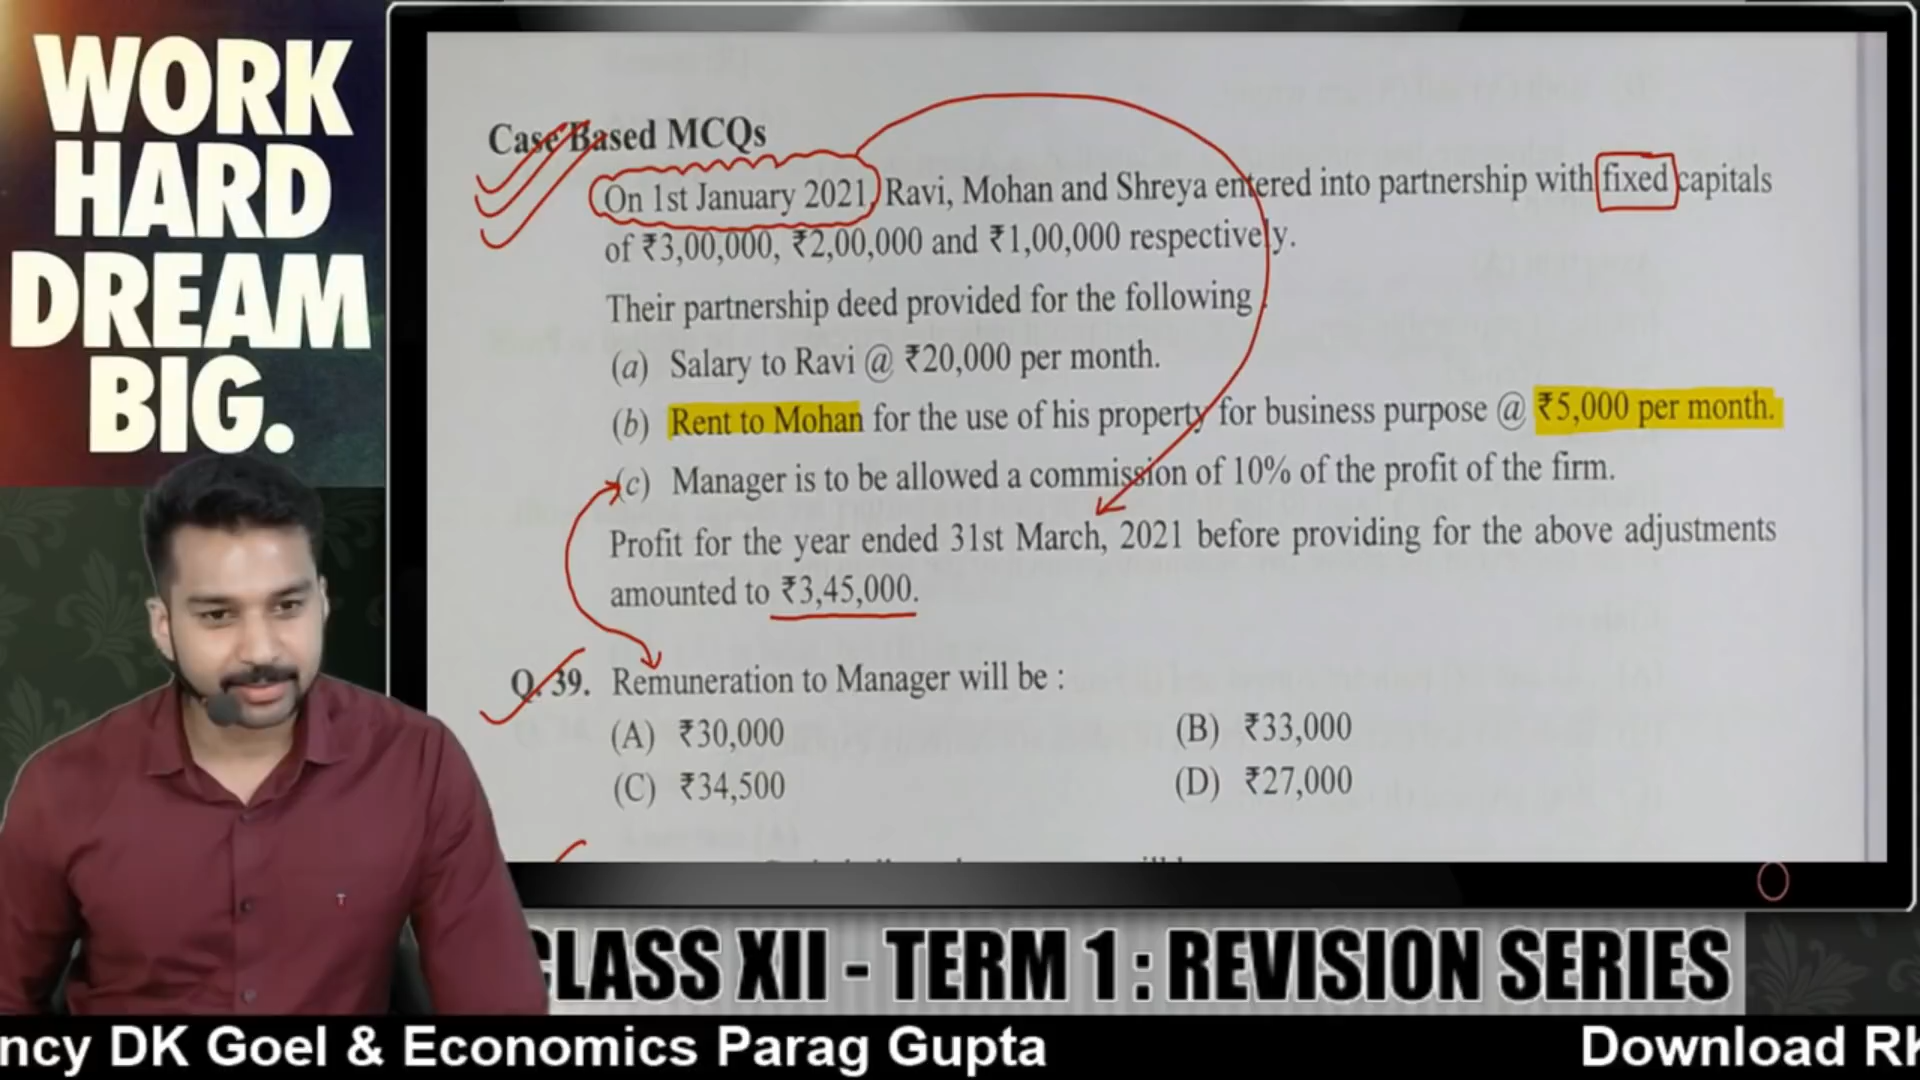 WORK
HARD
DREAM
BIG.
Case Based MCQs
On 1st January 2021, Ravi, Mohan and Shreya entered into partnership with fixed capitals
of ₹3,00,000, ₹2,00,000 and ₹1,00,000 respectively.
Their partnership deed provided for the following
(a) Salary to Ravi @ ₹20,000 per month.
(b) Rent to Mohan for the use of his property for business purpose @ ₹5,000 per month.
(c) Manager is to be allowed a commission of 10% of the profit of the firm.
Profit for the year ended 31st March, 2021 before providing for the above adjustments
amounted to ₹3,45,000.
Q. 39. Remuneration to Manager will be :
(A) ₹30,000 (B) ₹33,000
(C) ₹34,500 (D) ₹27,000
CLASS XII - TERM 1 : REVISION SERIES
ncy DK Goel & Economics Parag Gupta Download RK